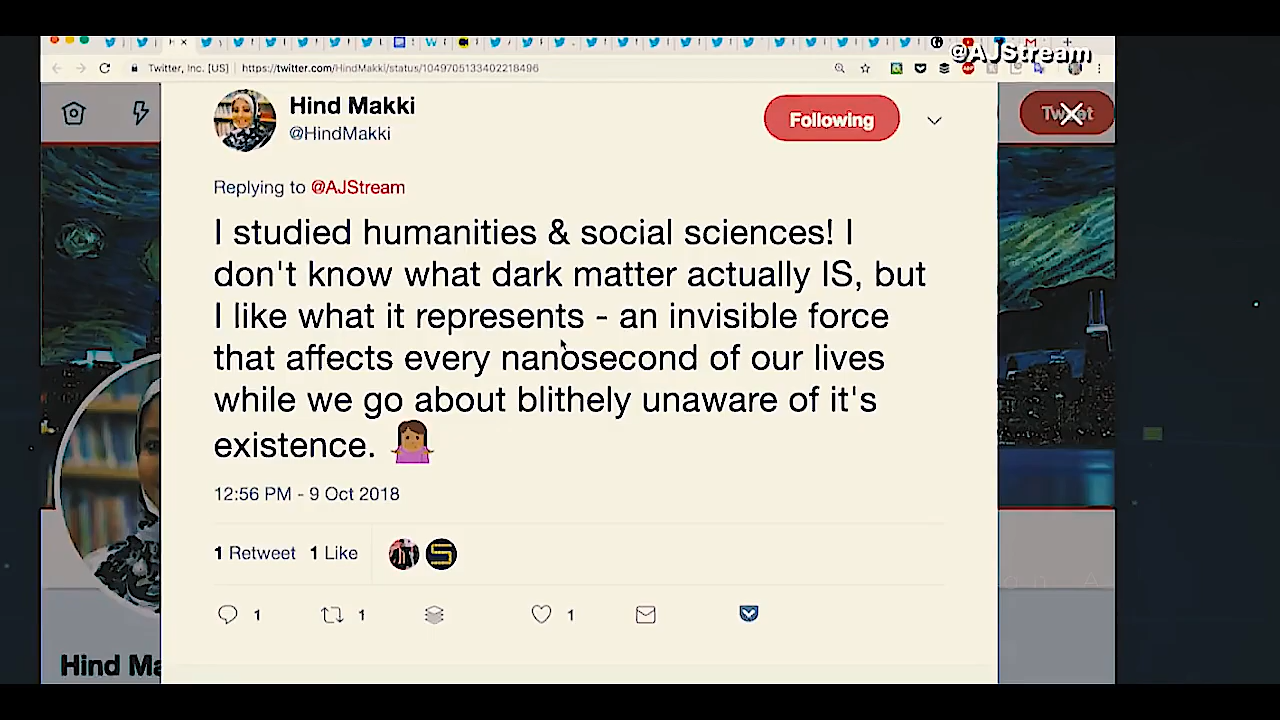 @AJStream
Twitter, Inc. [US] https://twitter.com/HindMakki/status/1049705133402218496
Hind Makki
@HindMakki
Following
Tweet
Replying to @AJStream
I studied humanities & social sciences! I
don't know what dark matter actually IS, but
I like what it represents - an invisible force
that affects every nanosecond of our lives
while we go about blithely unaware of it's
existence.
12:56 PM - 9 Oct 2018
1 Retweet 1 Like
1 1 1
Hind Ma